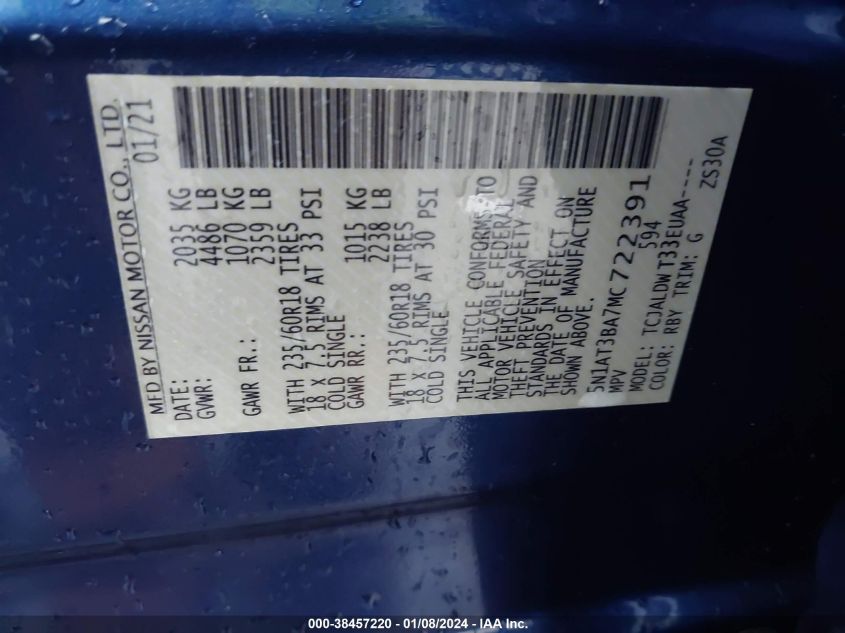 MFD BY NISSAN MOTOR CO., LTD.
DATE: 01/21
GVWR: 2035 KG
4486 LB
GAWR FR.: 1070 KG
2359 LB
WITH 235/60R18 TIRES
18 X 7.5 RIMS AT 33 PSI
COLD SINGLE
GAWR RR.: 1015 KG
2238 LB
WITH 235/60R18 TIRES
18 X 7.5 RIMS AT 30 PSI
COLD SINGLE
THIS VEHICLE CONFORMS TO
ALL APPLICABLE FEDERAL
MOTOR VEHICLE SAFETY AND
THEFT PREVENTION
STANDARDS IN EFFECT ON
THE DATE OF MANUFACTURE
SHOWN ABOVE.
5N1AT3BA7MC722391
MPV 594
MODEL: TCJALDWT33EUAA-----
COLOR: RBY TRIM: G
ZS30A
000-38457220 - 01/08/2024 - IAA Inc.